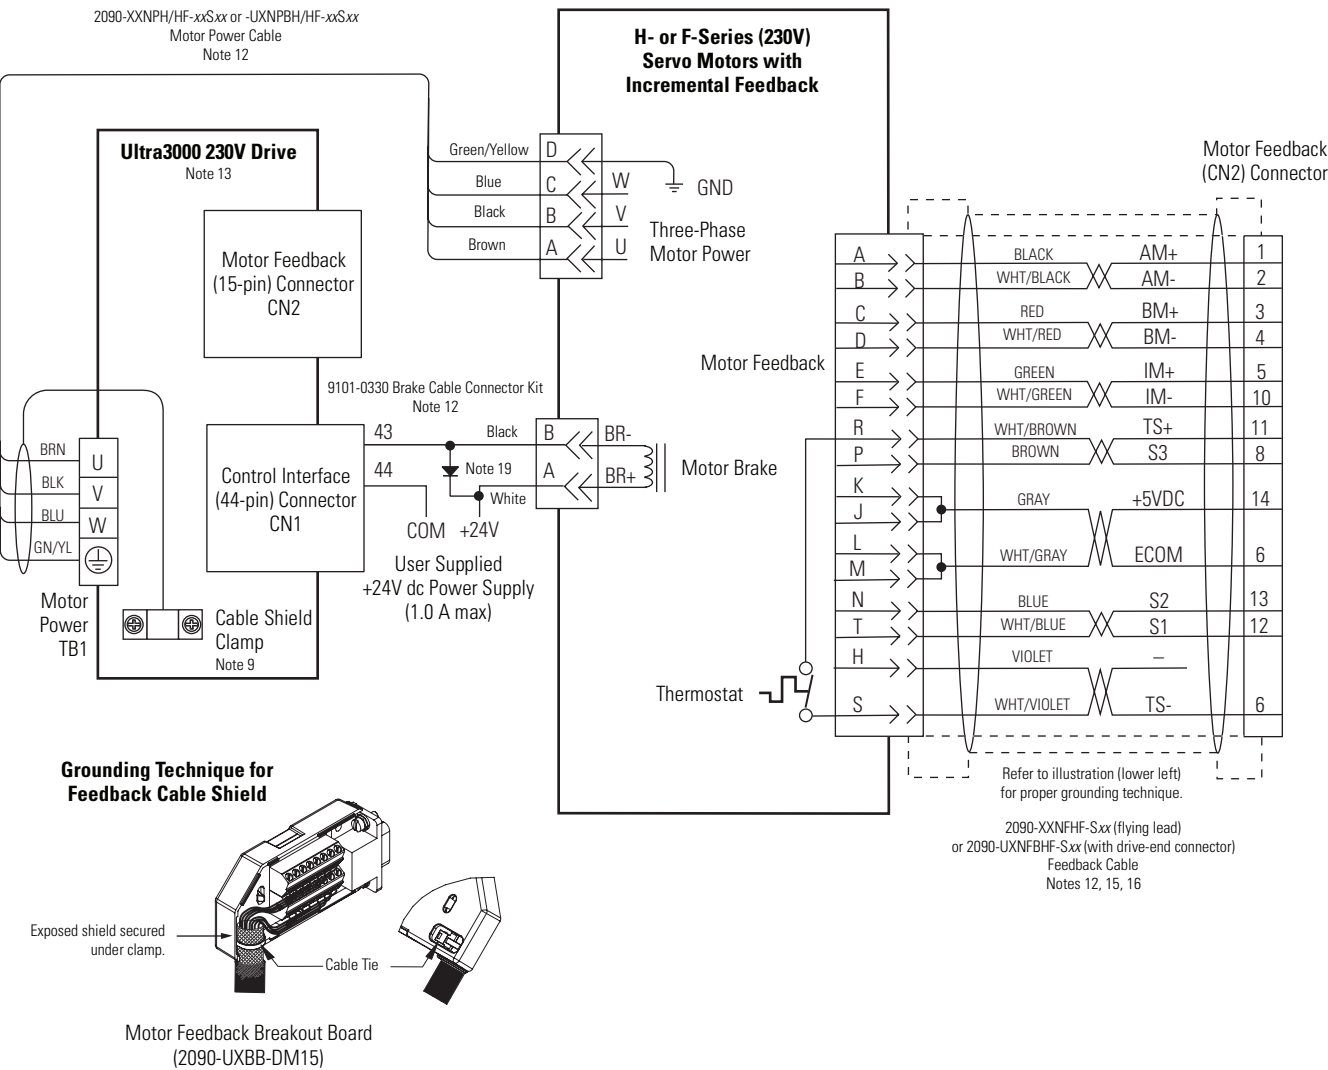 2090-XXNPH/HF-xxSxx or -UXNPBH/HF-xxSxx
Motor Power Cable
Note 12
H- or F-Series (230V)
Servo Motors with
Incremental Feedback
Ultra3000 230V Drive
Note 13
Motor Feedback
(15-pin) Connector
CN2
Green/Yellow D
Blue C W
Black B V
Brown A U
GND
Three-Phase
Motor Power
Motor Feedback
(CN2) Connector
A BLACK AM+ 1
B WHT/BLACK AM- 2
C RED BM+ 3
D WHT/RED BM- 4
E GREEN IM+ 5
F WHT/GREEN IM- 10
R WHT/BROWN TS+ 11
P BROWN S3 8
K
J
GRAY +5VDC 14
L
M
WHT/GRAY ECOM 6
N BLUE S2 13
T WHT/BLUE S1 12
H VIOLET –
S WHT/VIOLET TS- 6
Motor Feedback
9101-0330 Brake Cable Connector Kit
Note 12
Control Interface
(44-pin) Connector
CN1
43 Black B BR-
44 Note 19 White A BR+
Motor Brake
COM +24V
User Supplied
+24V dc Power Supply
(1.0 A max)
BRN U
BLK V
BLU W
GN/YL
Motor
Power
TB1
Cable Shield
Clamp
Note 9
Thermostat
Refer to illustration (lower left)
for proper grounding technique.
2090-XXNFHF-Sxx (flying lead)
or 2090-UXNFBHF-Sxx (with drive-end connector)
Feedback Cable
Notes 12, 15, 16
Grounding Technique for
Feedback Cable Shield
Exposed shield secured
under clamp.
Cable Tie
Motor Feedback Breakout Board
(2090-UXBB-DM15)